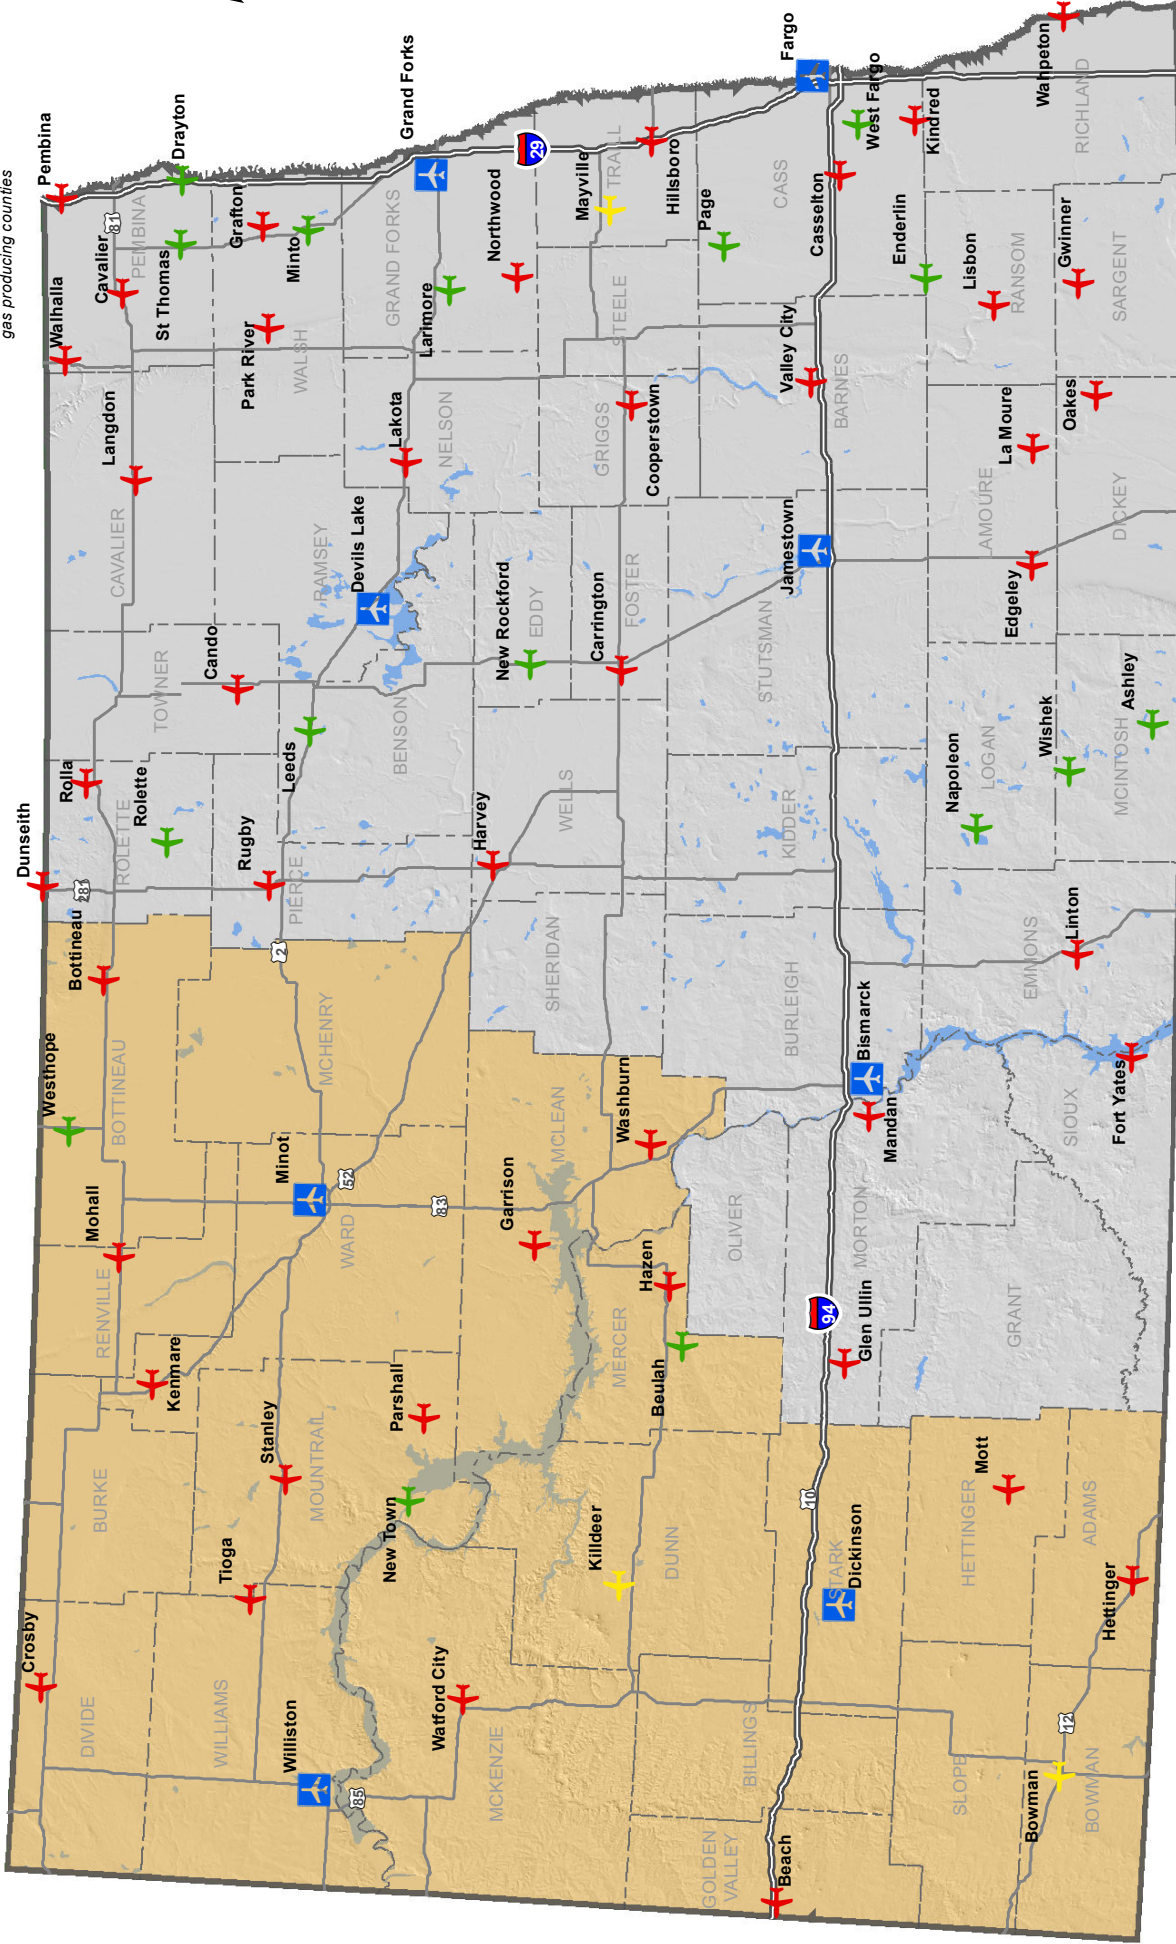 gas producing counties
Pembina
Drayton
Grand Forks
Fargo
Wahpeton
Walhalla
Cavalier
81
PEMBINA
St Thomas
Grafton
Minto
GRAND FORKS
Larimore
Northwood
29
Mayville
TRAILL
Hillsboro
Page
CASS
Casselton
West Fargo
Kindred
Enderlin
RICHLAND
Lisbon
RANSOM
Gwinner
SARGENT
Langdon
CAVALIER
Park River
WALSH
Lakota
NELSON
STEELE
GRIGGS
Cooperstown
Valley City
BARNES
La Moure
LAMOURE
Oakes
DICKEY
Edgeley
Devils Lake
RAMSEY
Cando
TOWNER
New Rockford
EDDY
Carrington
FOSTER
Jamestown
STUTSMAN
Rolla
Rolette
ROLETTE
Dunseith
281
Leeds
BENSON
Rugby
PIERCE
Harvey
WELLS
KIDDER
Napoleon
LOGAN
Wishek
Ashley
MCINTOSH
Bottineau
Westhope
BOTTINEAU
2
MCHENRY
SHERIDAN
BURLEIGH
Bismarck
Mandan
Linton
EMMONS
Fort Yates
SIOUX
Mohall
RENVILLE
Minot
52
83
WARD
Garrison
MCLEAN
Washburn
Hazen
MERCER
Beulah
OLIVER
MORTON
94
Glen Ullin
GRANT
Kenmare
BURKE
Stanley
MOUNTRAIL
Parshall
New Town
Killdeer
DUNN
10
STARK
Dickinson
Mott
HETTINGER
ADAMS
Hettinger
Crosby
DIVIDE
Tioga
WILLIAMS
Williston
85
Watford City
MCKENZIE
BILLINGS
GOLDEN
VALLEY
Beach
SLOPE
12
Bowman
BOWMAN